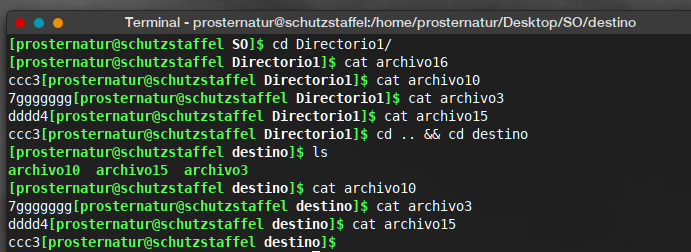 Terminal - prosternatur@schutzstaffel:/home/prosternatur/Desktop/SO/destino
[prosternatur@schutzstaffel SO]$ cd Directorio1/
[prosternatur@schutzstaffel Directorio1]$ cat archivo16
ccc3[prosternatur@schutzstaffel Directorio1]$ cat archivo10
7ggggggg[prosternatur@schutzstaffel Directorio1]$ cat archivo3
dddd4[prosternatur@schutzstaffel Directorio1]$ cat archivo15
ccc3[prosternatur@schutzstaffel Directorio1]$ cd .. && cd destino
[prosternatur@schutzstaffel destino]$ ls
archivo10  archivo15  archivo3
[prosternatur@schutzstaffel destino]$ cat archivo10
7ggggggg[prosternatur@schutzstaffel destino]$ cat archivo3
dddd4[prosternatur@schutzstaffel destino]$ cat archivo15
ccc3[prosternatur@schutzstaffel destino]$